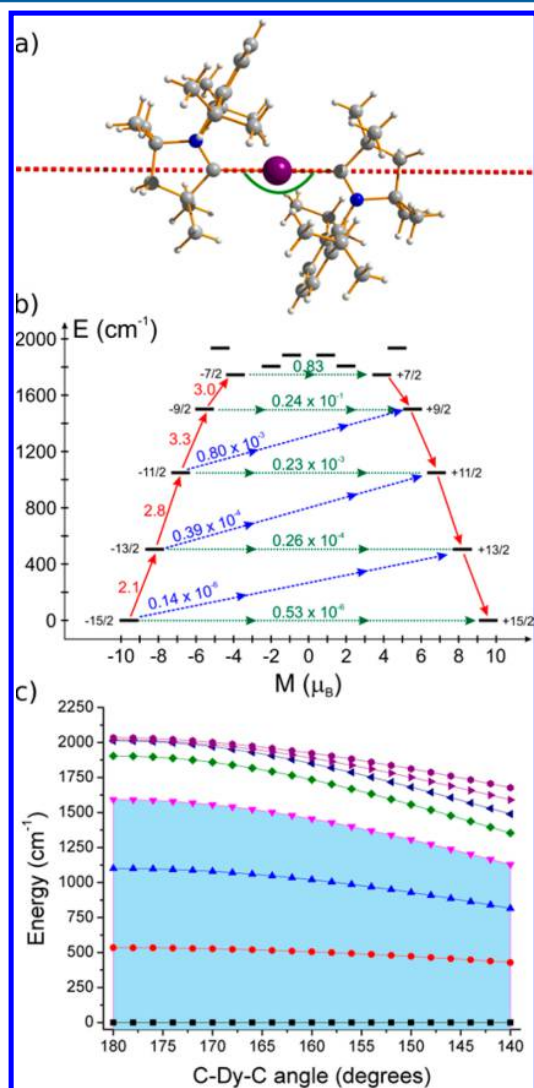 a)
b)
E (cm-1)
2000
1600
1200
800
400
0
-7/2 0.83 +7/2
3.0
-9/2 0.24 x 10-1 +9/2
3.3 0.80 x 10-3
-11/2 0.23 x 10-3 +11/2
2.8 0.39 x 10-4
-13/2 0.26 x 10-4 +13/2
2.1 0.14 x 10-6
-15/2 0.53 x 10-6 +15/2
-10 -8 -6 -4 -2 0 2 4 6 8 10
M (μB)
c)
2250
2000
1750
1500
1250
1000
750
500
250
0
Energy (cm-1)
180 175 170 165 160 155 150 145 140
C-Dy-C angle (degrees)